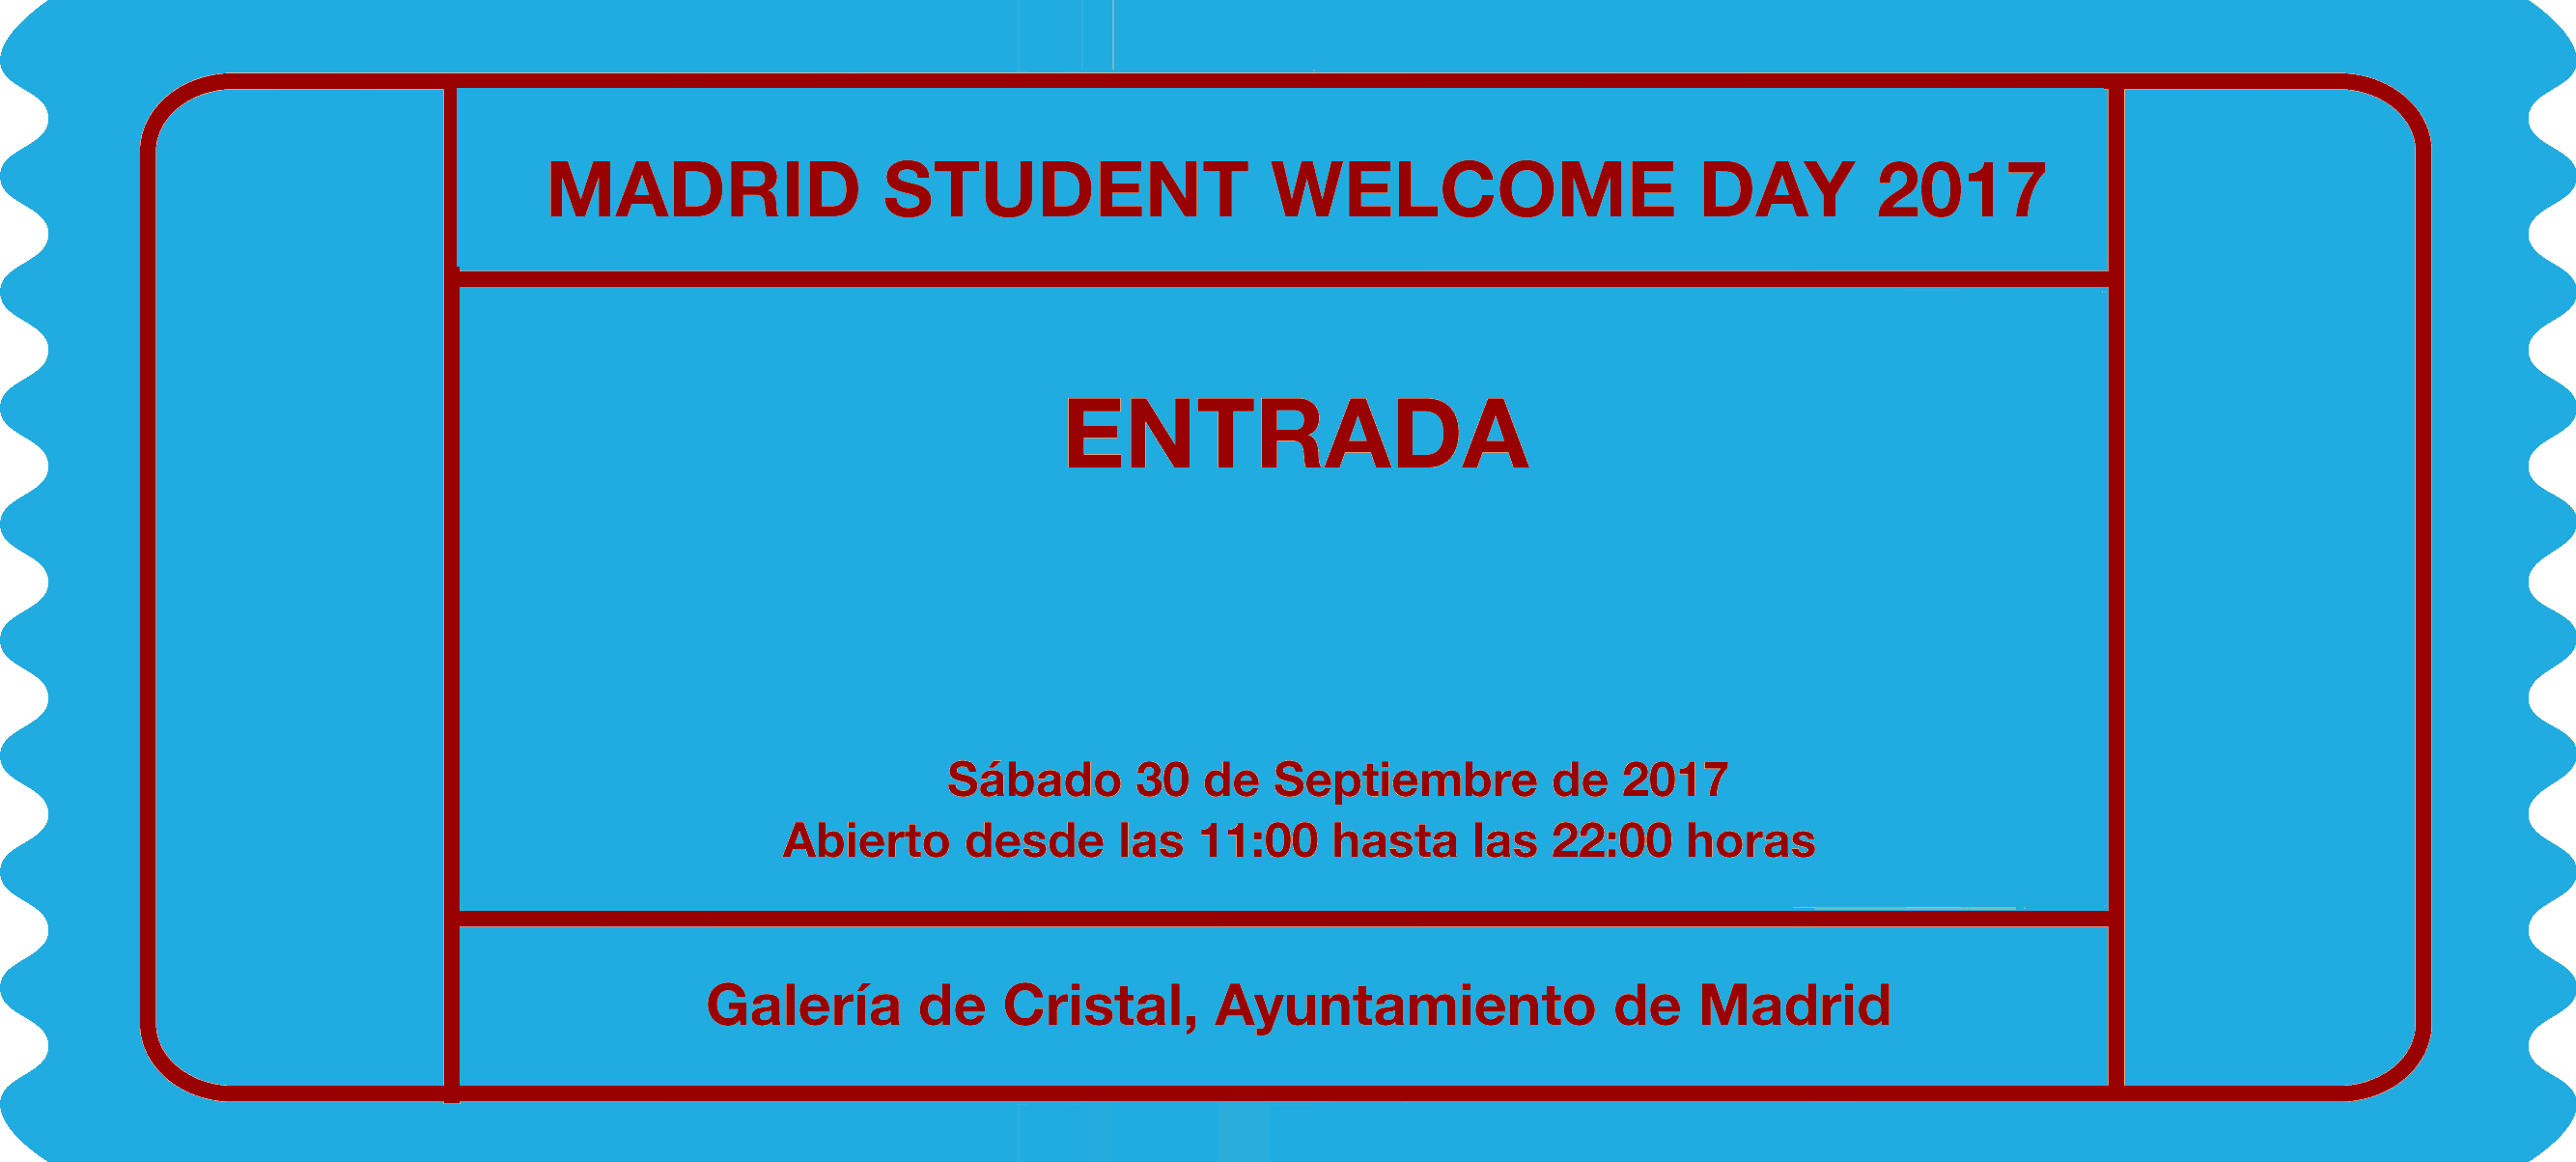 MADRID STUDENT WELCOME DAY 2017
ENTRADA
Sábado 30 de Septiembre de 2017
Abierto desde las 11:00 hasta las 22:00 horas
Galería de Cristal, Ayuntamiento de Madrid